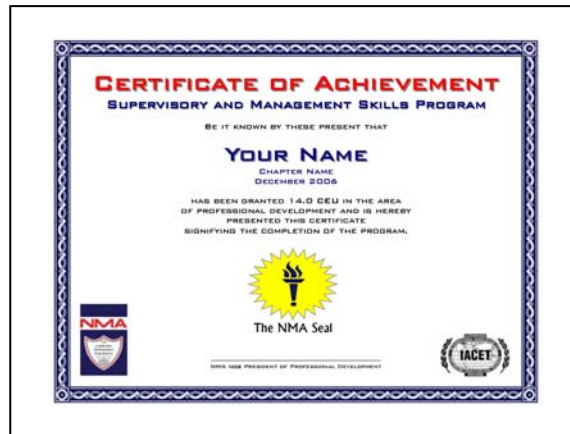 CERTIFICATE OF ACHIEVEMENT
SUPERVISORY AND MANAGEMENT SKILLS PROGRAM
BE IT KNOWN BY THESE PRESENT THAT
YOUR NAME
CHAPTER NAME
DECEMBER 2006
HAS BEEN GRANTED 14.0 CEU IN THE AREA
OF PROFESSIONAL DEVELOPMENT AND IS HEREBY
PRESENTED THIS CERTIFICATE
SIGNIFYING THE COMPLETION OF THE PROGRAM.
The NMA Seal
NMA
IACET
NMA VICE PRESIDENT OF PROFESSIONAL DEVELOPMENT